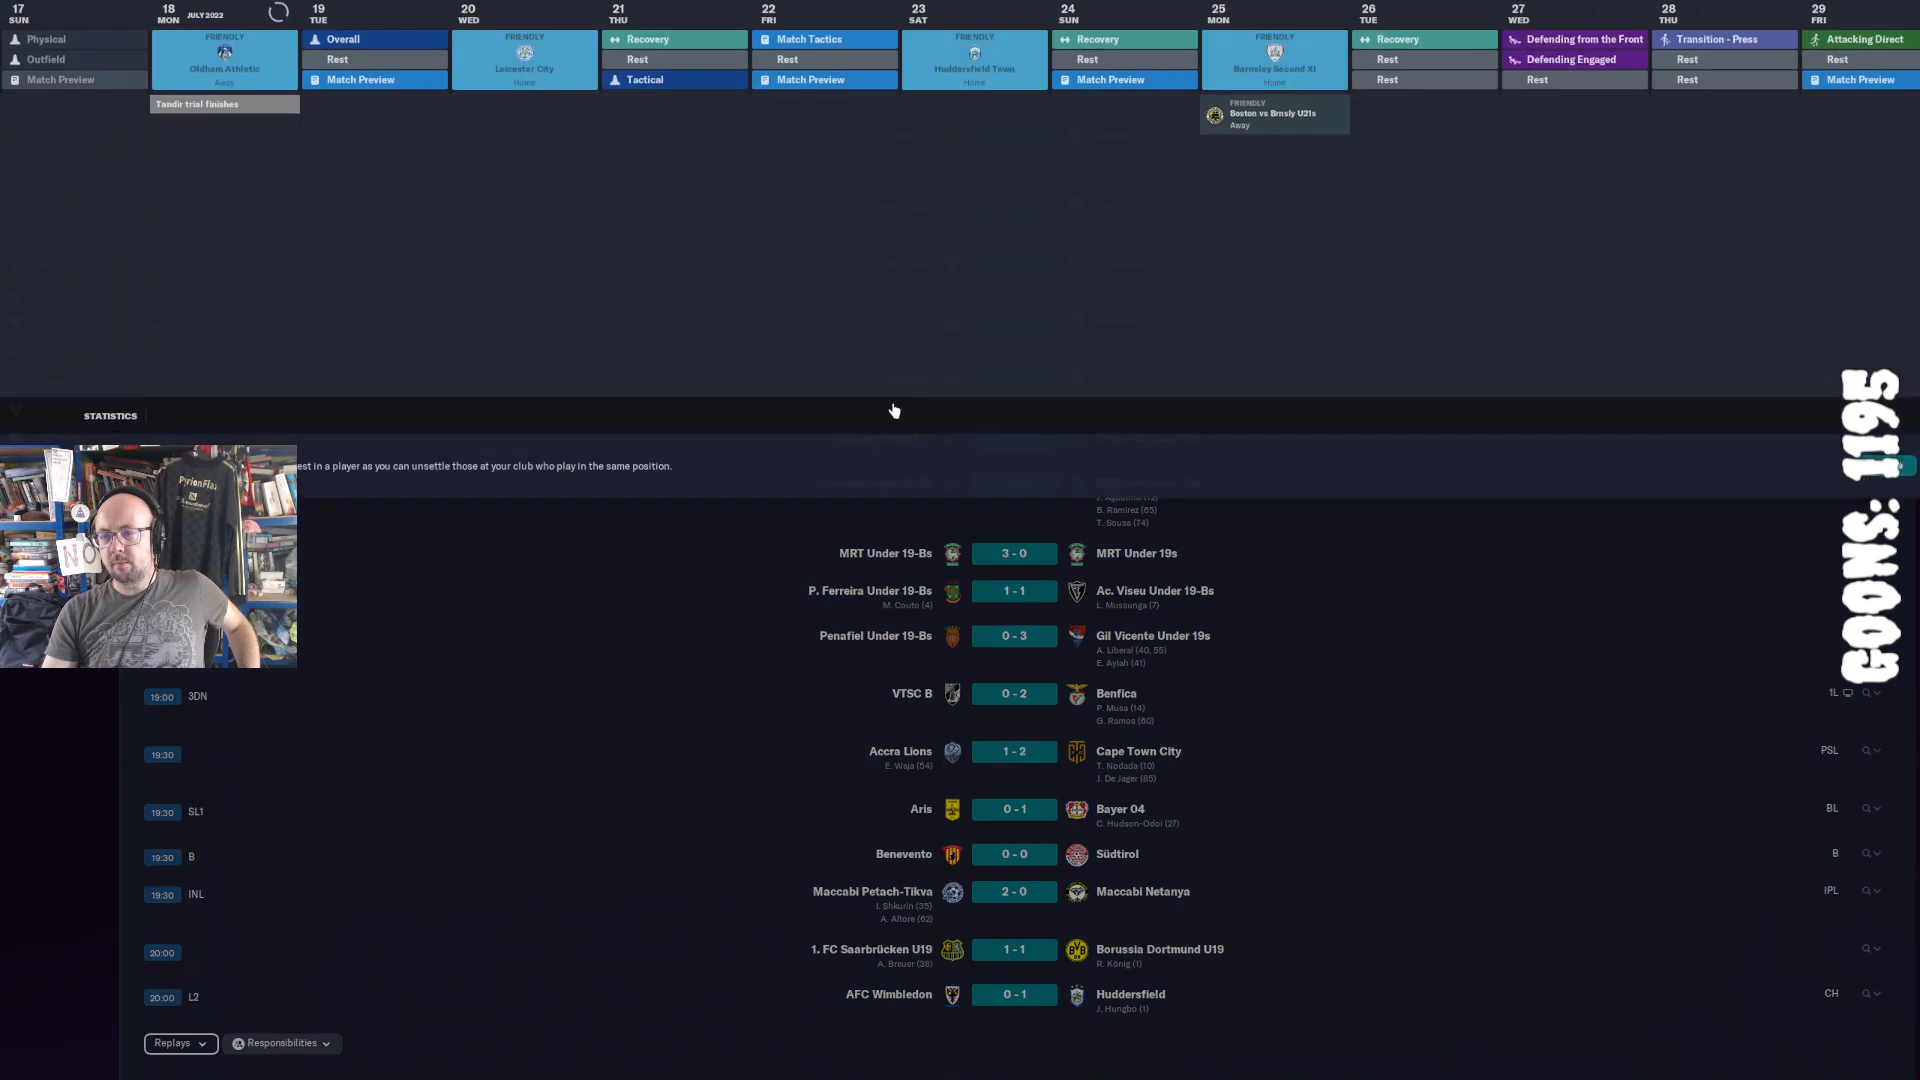 17 SUN
18 MON JULY 2022
19 TUE
20 WED
21 THU
22 FRI
23 SAT
24 SUN
25 MON
26 TUE
27 WED
28 THU
29 FRI
Physical
Outfield
Match Preview
FRIENDLY
Oldham Athletic
Away
Tandir trial finishes
Overall
Rest
Match Preview
FRIENDLY
Leicester City
Home
Recovery
Rest
Tactical
Match Tactics
Rest
Match Preview
FRIENDLY
Huddersfield Town
Home
Recovery
Rest
Match Preview
FRIENDLY
Barnsley Second XI
Home
FRIENDLY
Boston vs Brnsly U21s
Away
Recovery
Rest
Rest
Defending from the Front
Defending Engaged
Rest
Transition - Press
Rest
Rest
Attacking Direct
Rest
Match Preview
STATISTICS
est in a player as you can unsettle those at your club who play in the same position.
PyrionFlax
NO
B. Ramirez (65)
T. Sousa (74)
MRT Under 19-Bs 3 - 0 MRT Under 19s
P. Ferreira Under 19-Bs 1 - 1 Ac. Viseu Under 19-Bs
M. Couto (4) L. Mussunga (7)
Penafiel Under 19-Bs 0 - 3 Gil Vicente Under 19s
A. Liberal (40, 55)
E. Ayiah (41)
19:00 3DN VTSC B 0 - 2 Benfica 1L
P. Musa (14)
G. Ramos (60)
19:30 Accra Lions 1 - 2 Cape Town City PSL
E. Waja (54) T. Nodada (10)
J. De Jager (85)
19:30 SL1 Aris 0 - 1 Bayer 04 BL
C. Hudson-Odoi (27)
19:30 B Benevento 0 - 0 Südtirol B
19:30 INL Maccabi Petach-Tikva 2 - 0 Maccabi Netanya IPL
I. Shkurin (35)
A. Altore (62)
20:00 1. FC Saarbrücken U19 1 - 1 Borussia Dortmund U19
A. Breuer (38) R. König (1)
20:00 L2 AFC Wimbledon 0 - 1 Huddersfield CH
J. Hungbo (1)
Replays
Responsibilities
GOONS: 1195